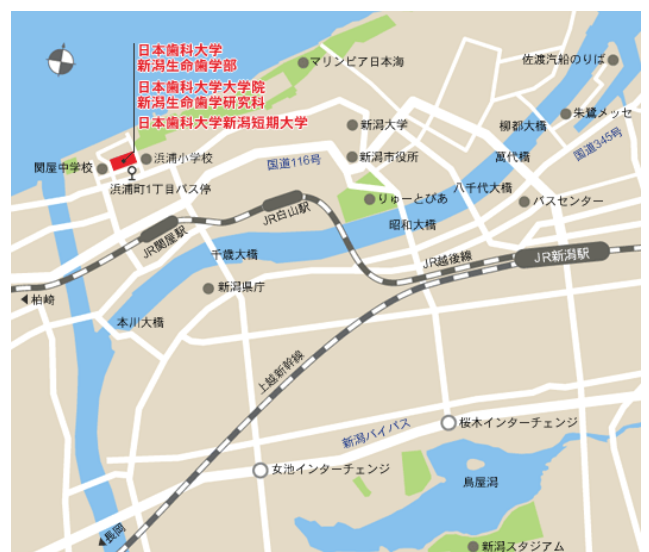 日本歯科大学
新潟生命歯学部
日本歯科大学大学院
新潟生命歯学研究科
日本歯科大学新潟短期大学
マリンピア日本海
佐渡汽船のりば
朱鷺メッセ
新潟大学
柳都大橋
国道345号
関屋中学校
浜浦小学校
国道116号
新潟市役所
萬代橋
浜浦町1丁目バス停
りゅーとぴあ
八千代大橋
バスセンター
JR関屋駅
JR白山駅
昭和大橋
千歳大橋
JR越後線
JR新潟駅
◀柏崎
新潟県庁
本川大橋
上越新幹線
新潟バイパス
桜木インターチェンジ
女池インターチェンジ
鳥屋潟
◀長岡
新潟スタジアム